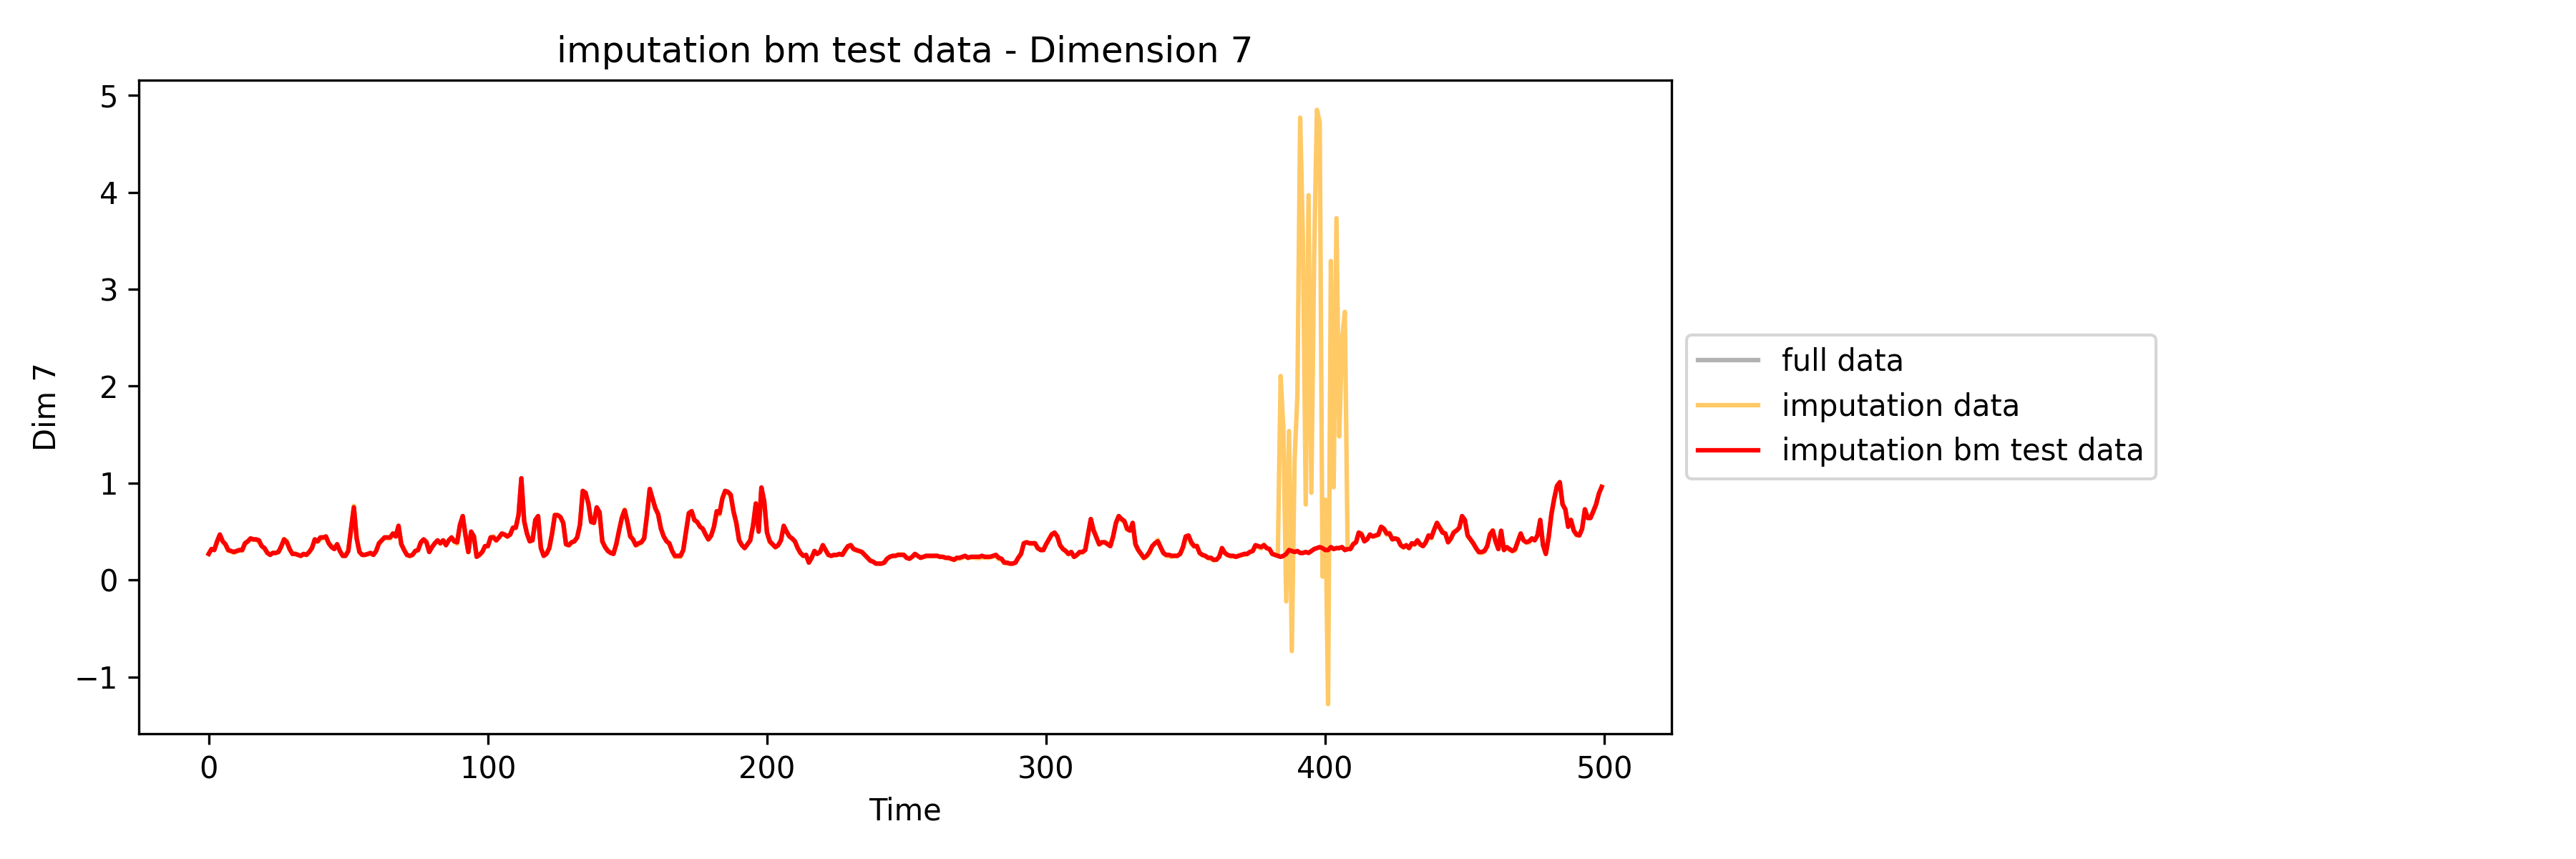 imputation bm test data - Dimension 7
5
4
3
2
1
0
−1
Dim 7
0 100 200 300 400 500
Time
full data
imputation data
imputation bm test data